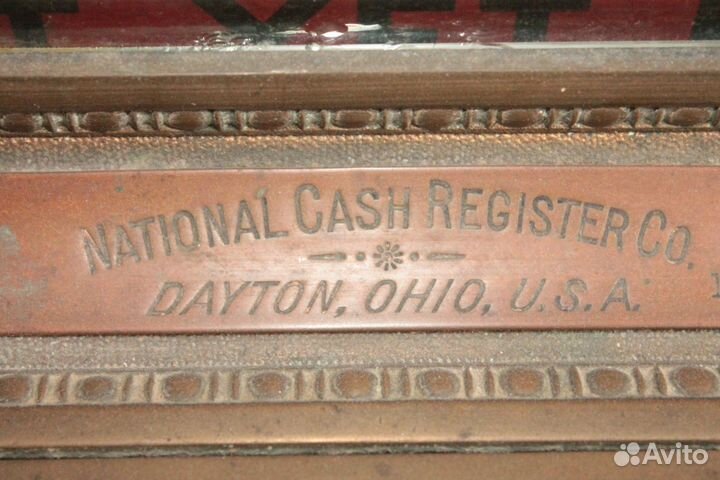 NATIONAL CASH REGISTER CO.
DAYTON, OHIO, U.S.A.
Avito